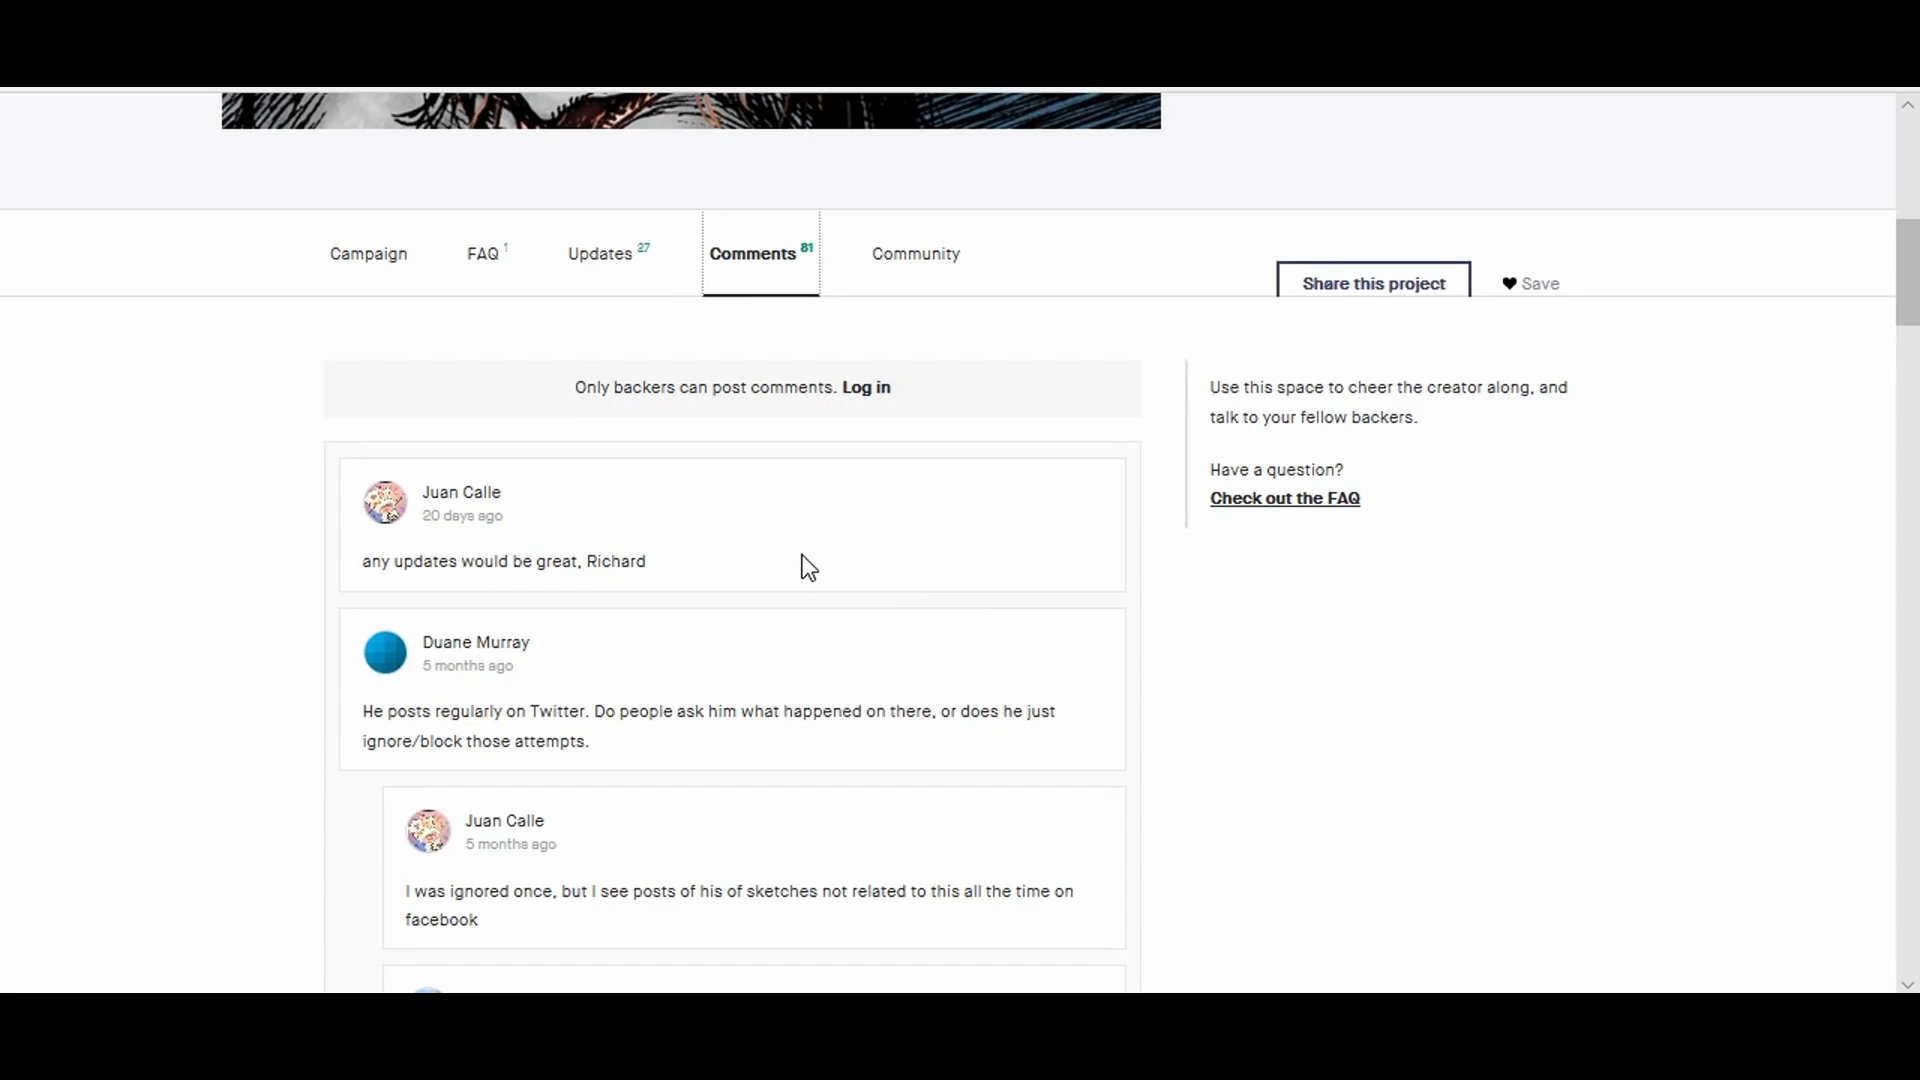 Campaign FAQ 1 Updates 27 Comments 81 Community
Share this project Save
Only backers can post comments. Log in
Use this space to cheer the creator along, and
talk to your fellow backers.
Have a question?
Check out the FAQ
Juan Calle
20 days ago
any updates would be great, Richard
Duane Murray
5 months ago
He posts regularly on Twitter. Do people ask him what happened on there, or does he just
ignore/block those attempts.
Juan Calle
5 months ago
I was ignored once, but I see posts of his of sketches not related to this all the time on
facebook